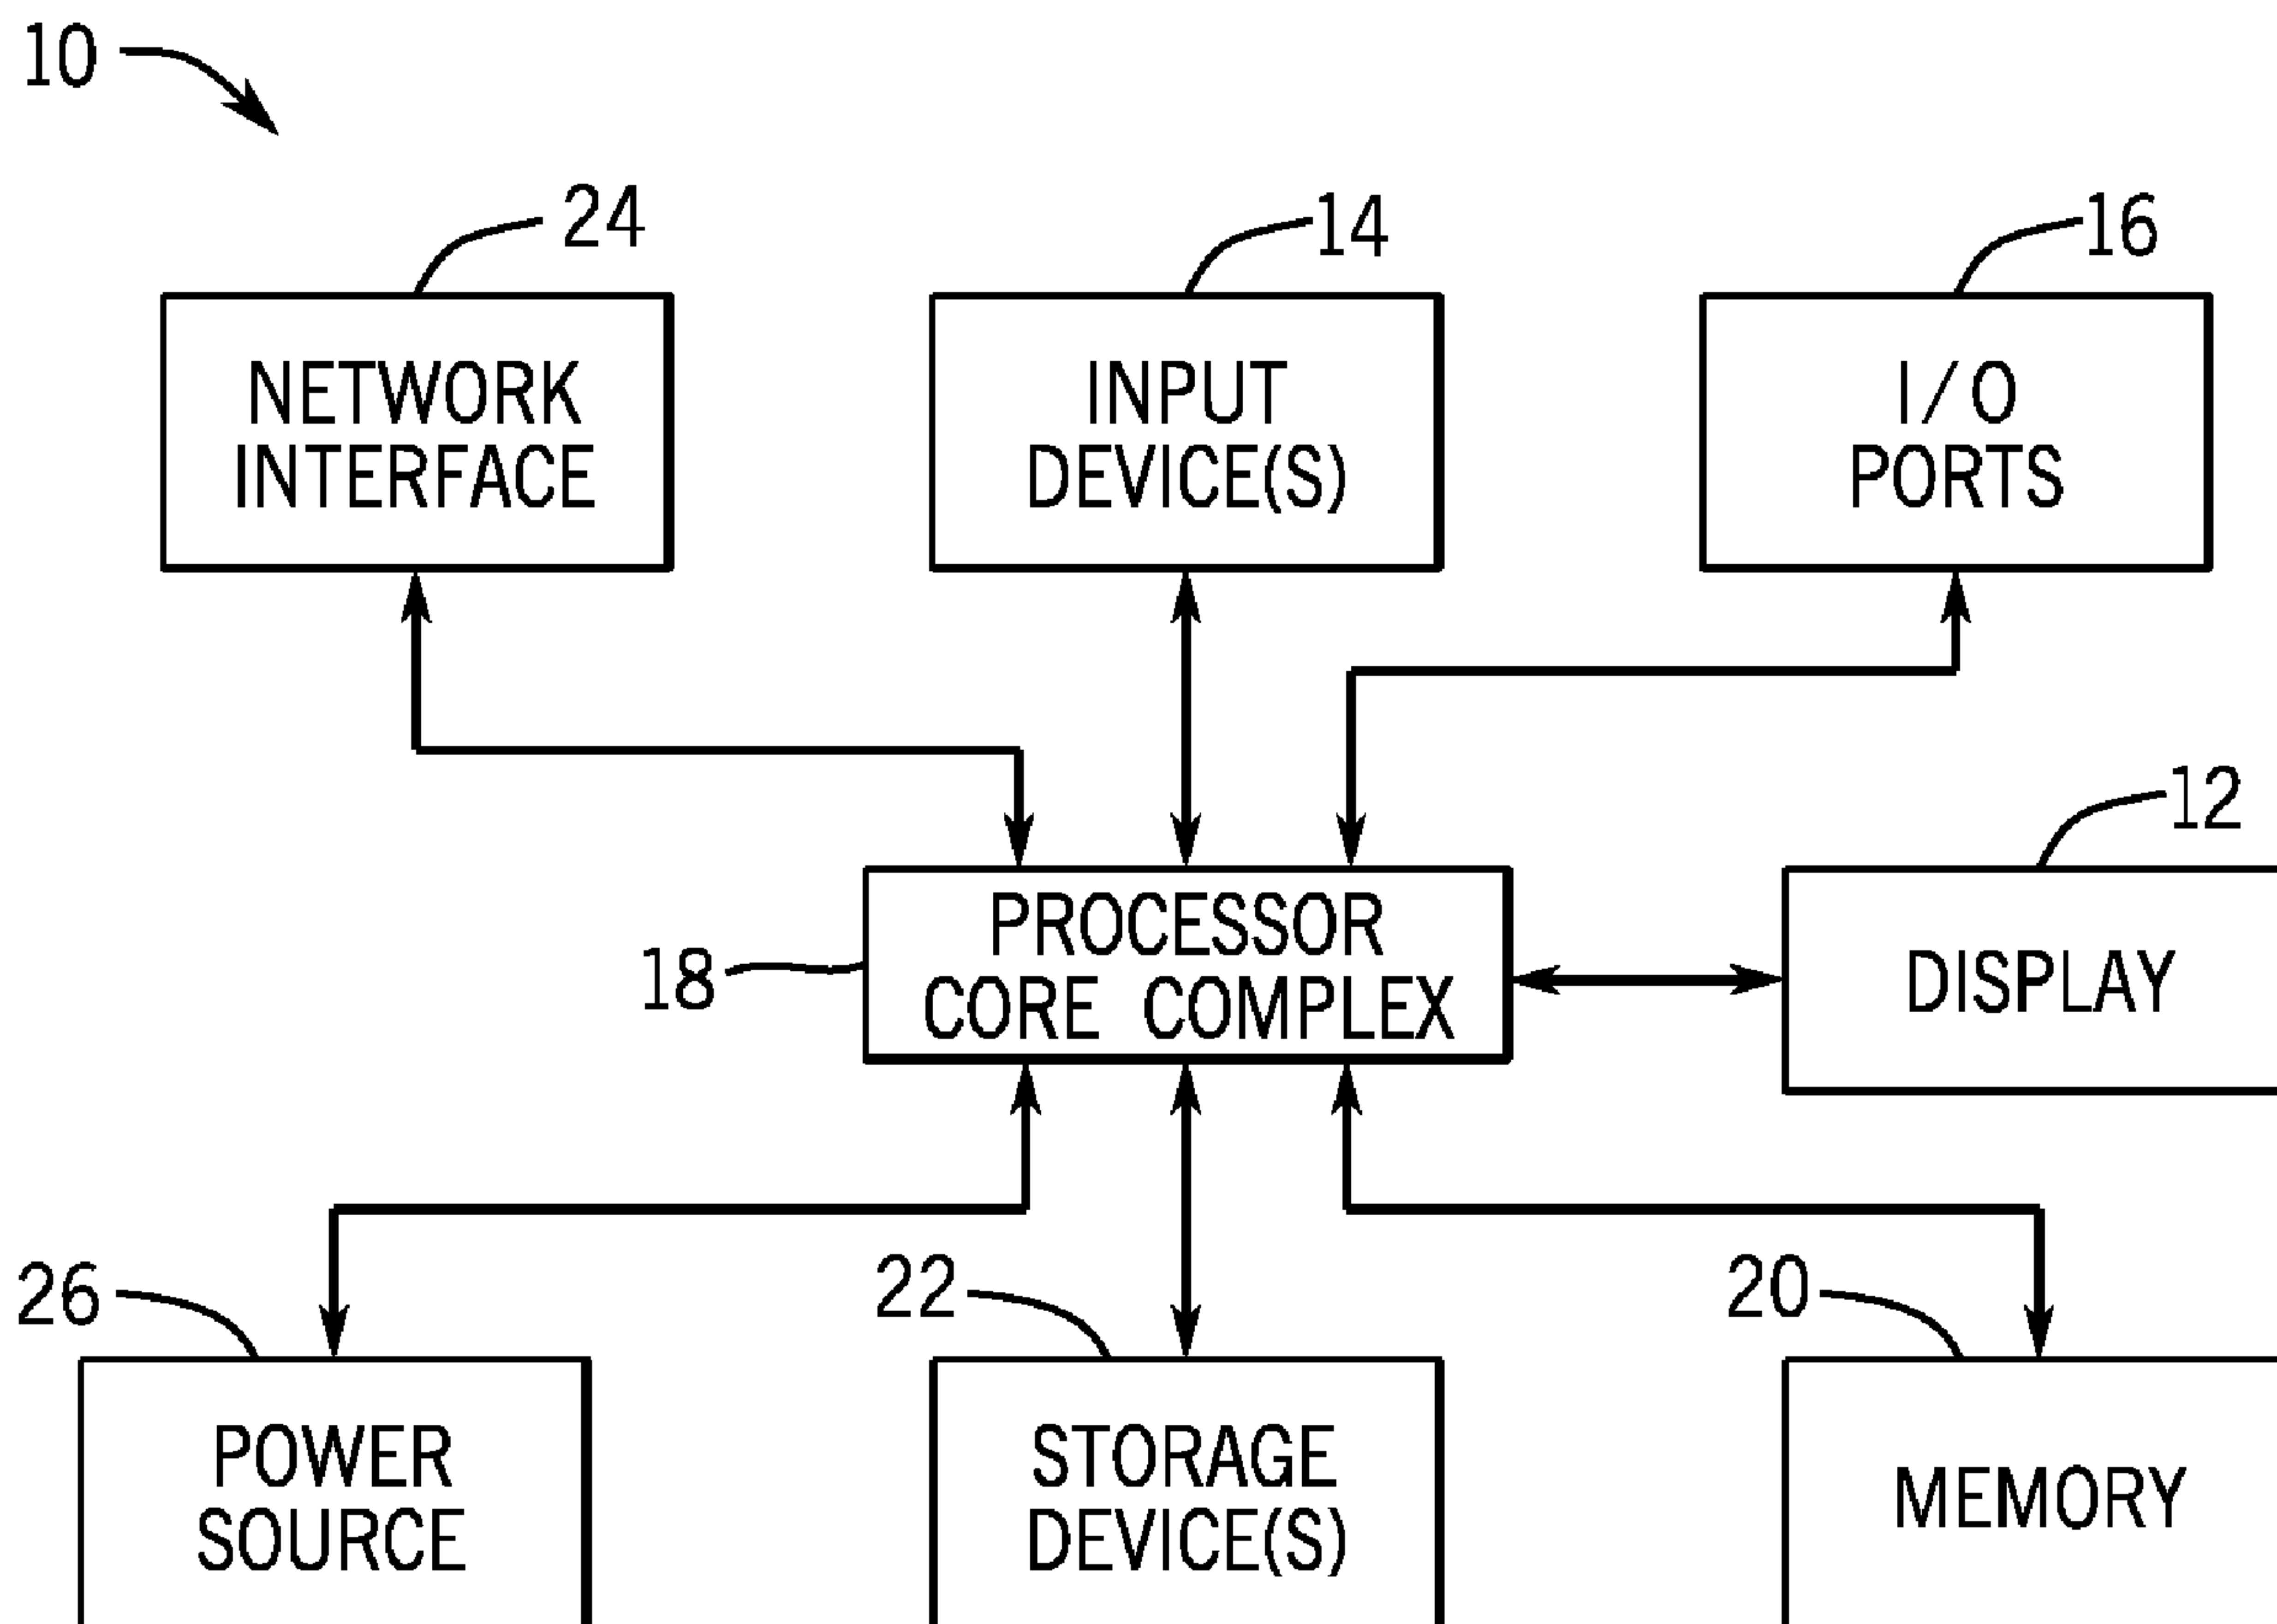 10
24
14
16
NETWORK
INTERFACE
INPUT
DEVICE(S)
I/O
PORTS
12
18
PROCESSOR
CORE COMPLEX
DISPLAY
26
22
20
POWER
SOURCE
STORAGE
DEVICE(S)
MEMORY